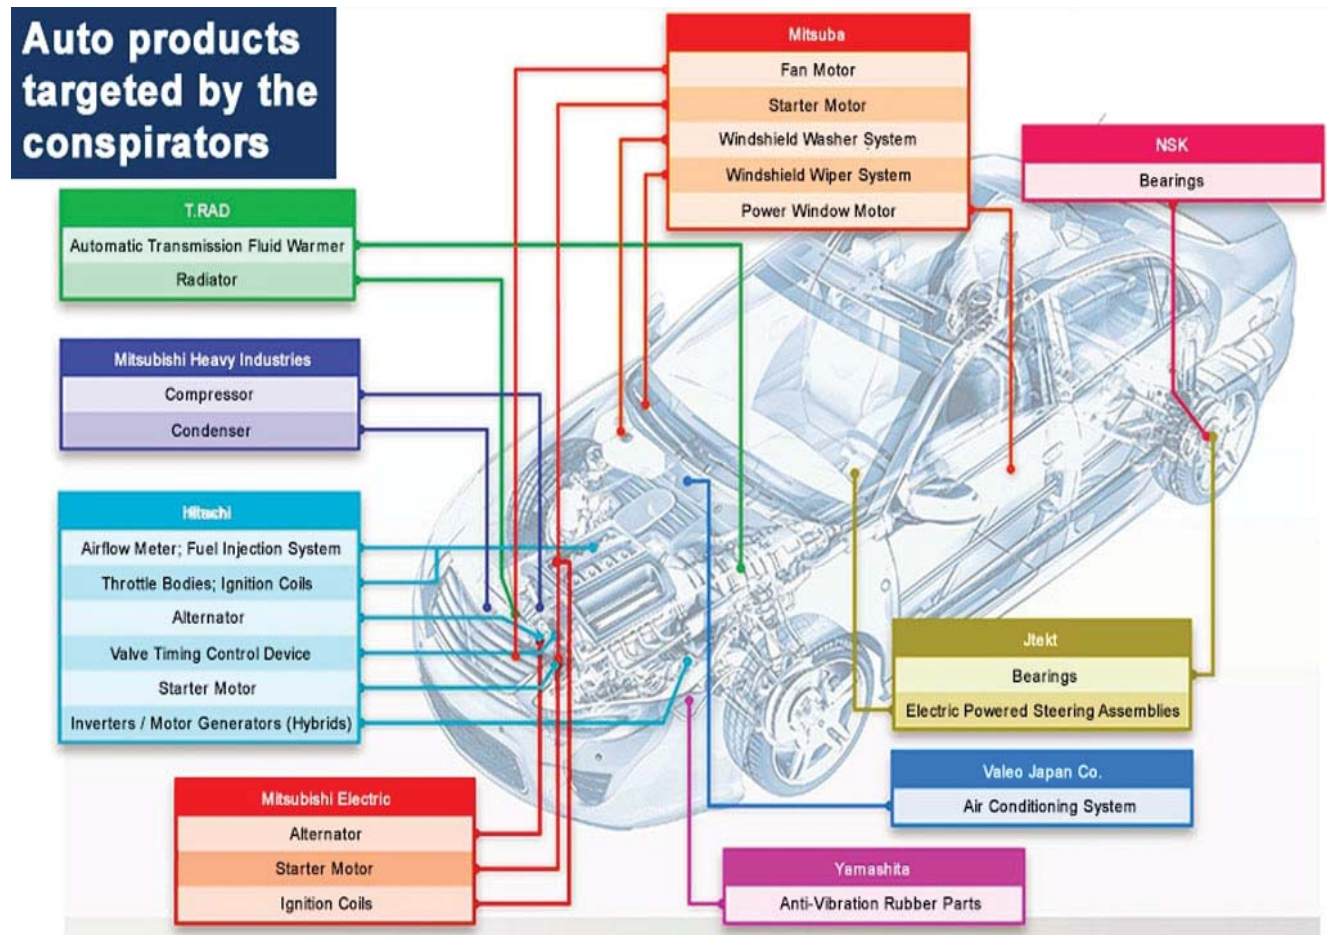 Auto products
targeted by the
conspirators
Mitsuba
Fan Motor
Starter Motor
Windshield Washer System
Windshield Wiper System
Power Window Motor
NSK
Bearings
T.RAD
Automatic Transmission Fluid Warmer
Radiator
Mitsubishi Heavy Industries
Compressor
Condenser
Hitachi
Airflow Meter; Fuel Injection System
Throttle Bodies; Ignition Coils
Alternator
Valve Timing Control Device
Starter Motor
Inverters / Motor Generators (Hybrids)
Jtekt
Bearings
Electric Powered Steering Assemblies
Valeo Japan Co.
Air Conditioning System
Mitsubishi Electric
Alternator
Starter Motor
Ignition Coils
Yamashita
Anti-Vibration Rubber Parts